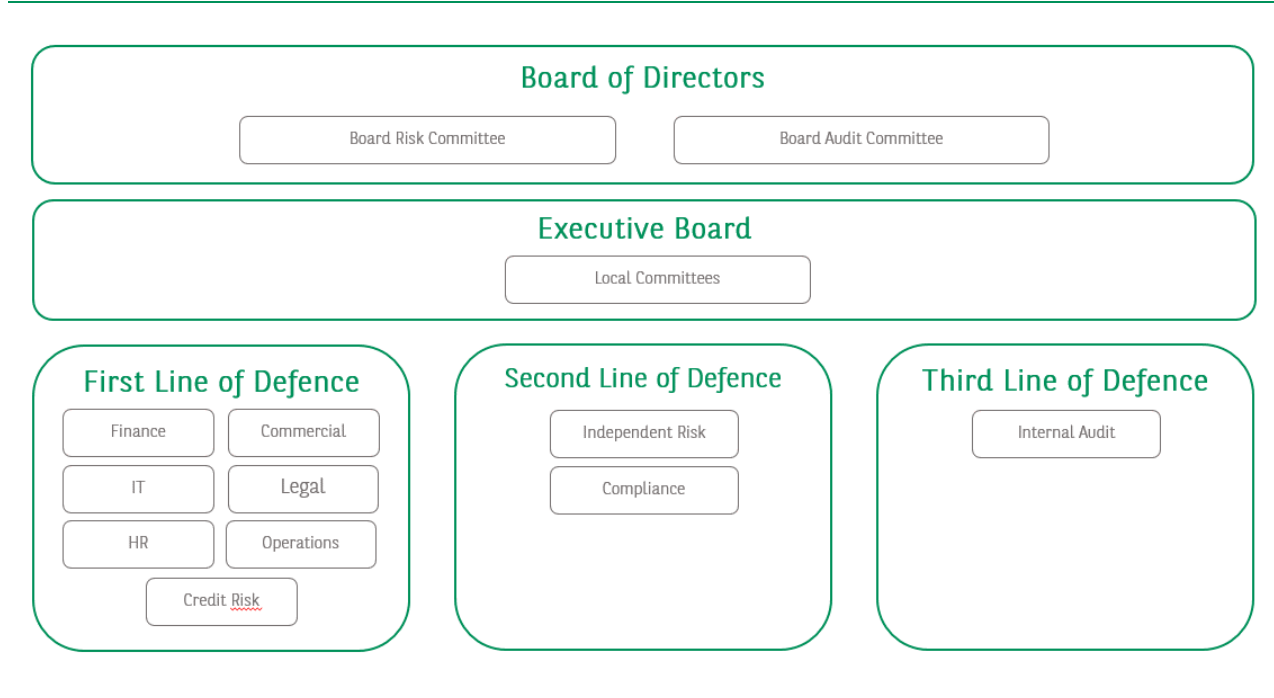 Board of Directors
Board Risk Committee
Board Audit Committee
Executive Board
Local Committees
First Line of Defence
Finance
Commercial
IT
Legal
HR
Operations
Credit Risk
Second Line of Defence
Independent Risk
Compliance
Third Line of Defence
Internal Audit